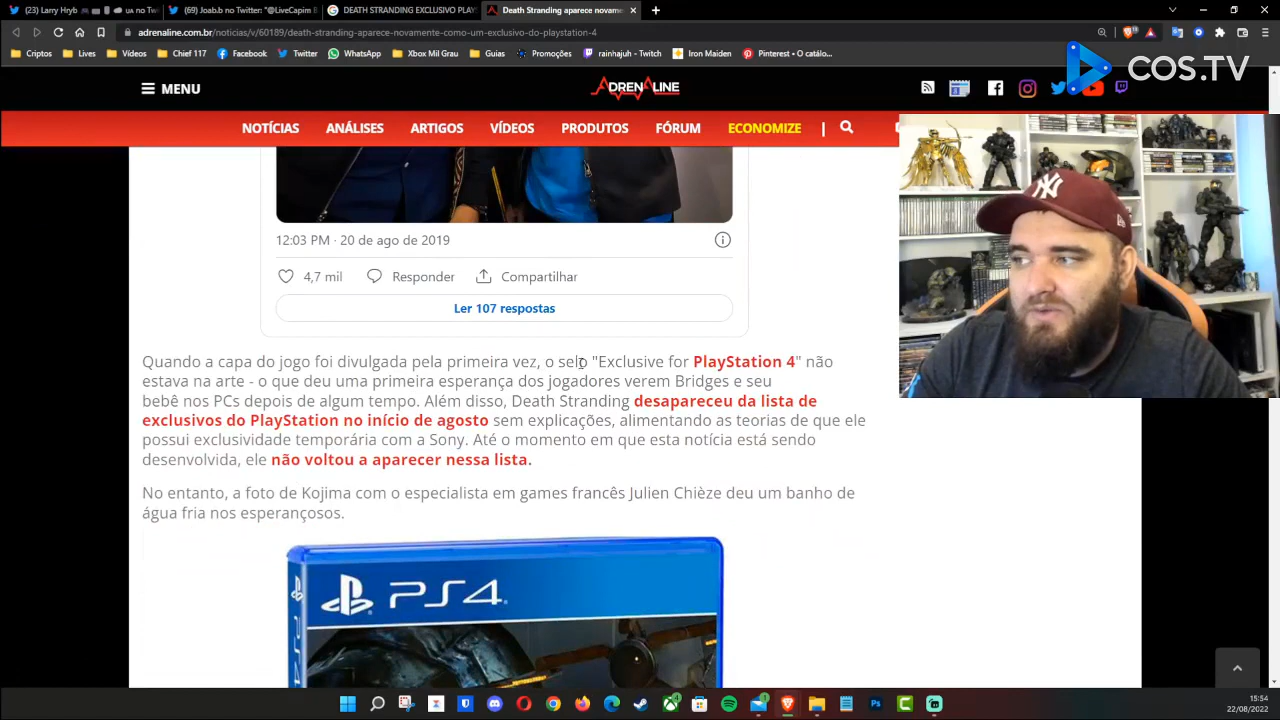 (23) Larry Hryb
na Tw
(69) Joab.b no Twitter: "@LiveCapim
DEATH STRANDING EXCLUSIVO PLAY
Death Stranding aparece novame
adrenaline.com.br/noticias/v/60189/death-stranding-aparece-novamente-como-um-exclusivo-do-playstation-4
Criptos
Lives
Vídeos
Chief 117
Facebook
Twitter
WhatsApp
Xbox Mil Grau
Guias
Promoções
rainhajuh - Twitch
Iron Maiden
Pinterest • O catálo...
COS.TV
MENU
ADRENALINE
NOTÍCIAS
ANÁLISES
ARTIGOS
VÍDEOS
PRODUTOS
FÓRUM
ECONOMIZE
12:03 PM · 20 de ago de 2019
4,7 mil
Responder
Compartilhar
Ler 107 respostas
Quando a capa do jogo foi divulgada pela primeira vez, o selo "Exclusive for PlayStation 4" não
estava na arte - o que deu uma primeira esperança dos jogadores verem Bridges e seu
bebê nos PCs depois de algum tempo. Além disso, Death Stranding desapareceu da lista de
exclusivos do PlayStation no início de agosto sem explicações, alimentando as teorias de que ele
possui exclusividade temporária com a Sony. Até o momento em que esta notícia está sendo
desenvolvida, ele não voltou a aparecer nessa lista.
No entanto, a foto de Kojima com o especialista em games francês Julien Chièze deu um banho de
água fria nos esperançosos.
PS4
15:54
22/08/2022